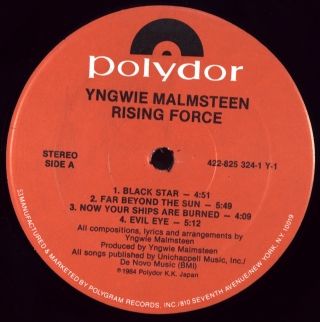 polydor
YNGWIE MALMSTEEN
RISING FORCE
STEREO
SIDE A
422-825 324-1 Y-1
1. BLACK STAR — 4:51
2. FAR BEYOND THE SUN — 5:49
3. NOW YOUR SHIPS ARE BURNED — 4:09
4. EVIL EYE — 5:12
All compositions, lyrics and arrangements by
Yngwie Malmsteen
Produced by Yngwie Malmsteen
All songs published by Unichappell Music, Inc./
De Novo Music (BMI)
℗ 1984 Polydor K.K. Japan
MANUFACTURED & MARKETED BY POLYGRAM RECORDS, INC./810 SEVENTH AVENUE/NEW YORK, N.Y. 10019